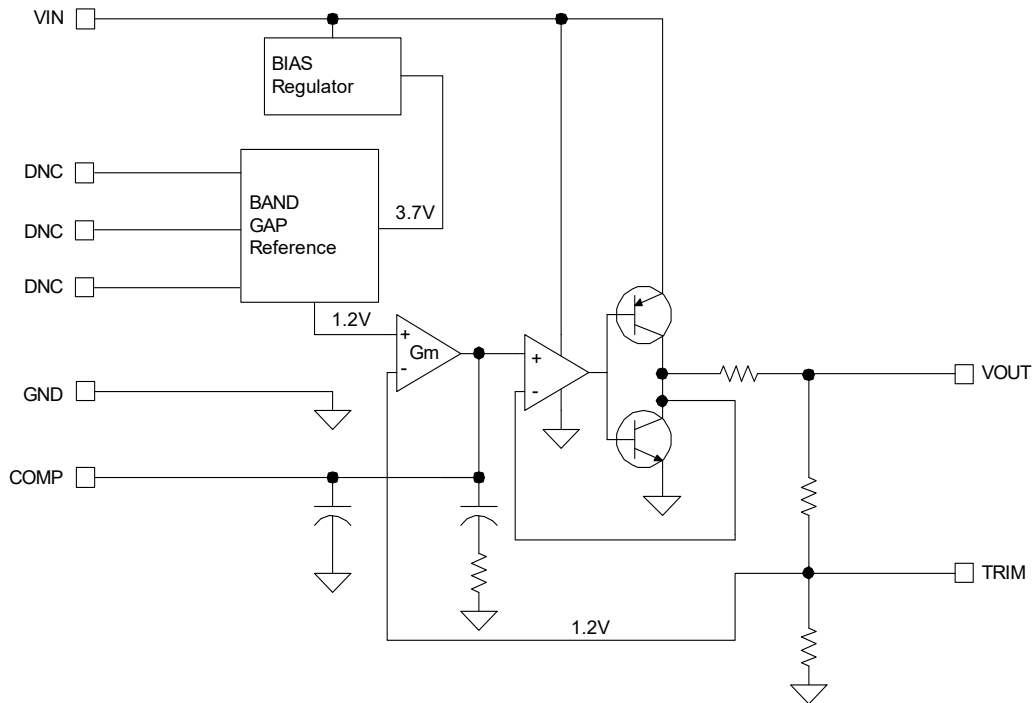 VIN
BIAS
Regulator
DNC
BAND
GAP
Reference
3.7V
DNC
DNC
1.2V
+
Gm
-
+
-
GND
VOUT
COMP
TRIM
1.2V